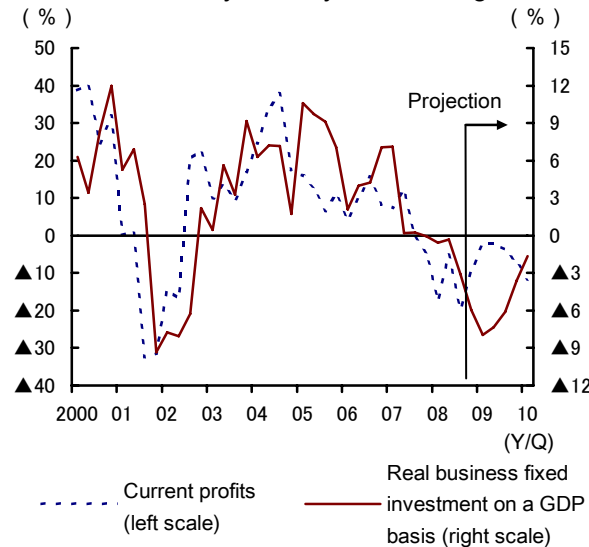 ( % ) ( % )
50 15
40 12
30 9
20 6
10 3
0 0
▲10 ▲3
▲20 ▲6
▲30 ▲9
▲40 ▲12
Projection
2000 01 02 03 04 05 06 07 08 09 10
(Y/Q)
Current profits
(left scale)
Real business fixed
investment on a GDP
basis (right scale)